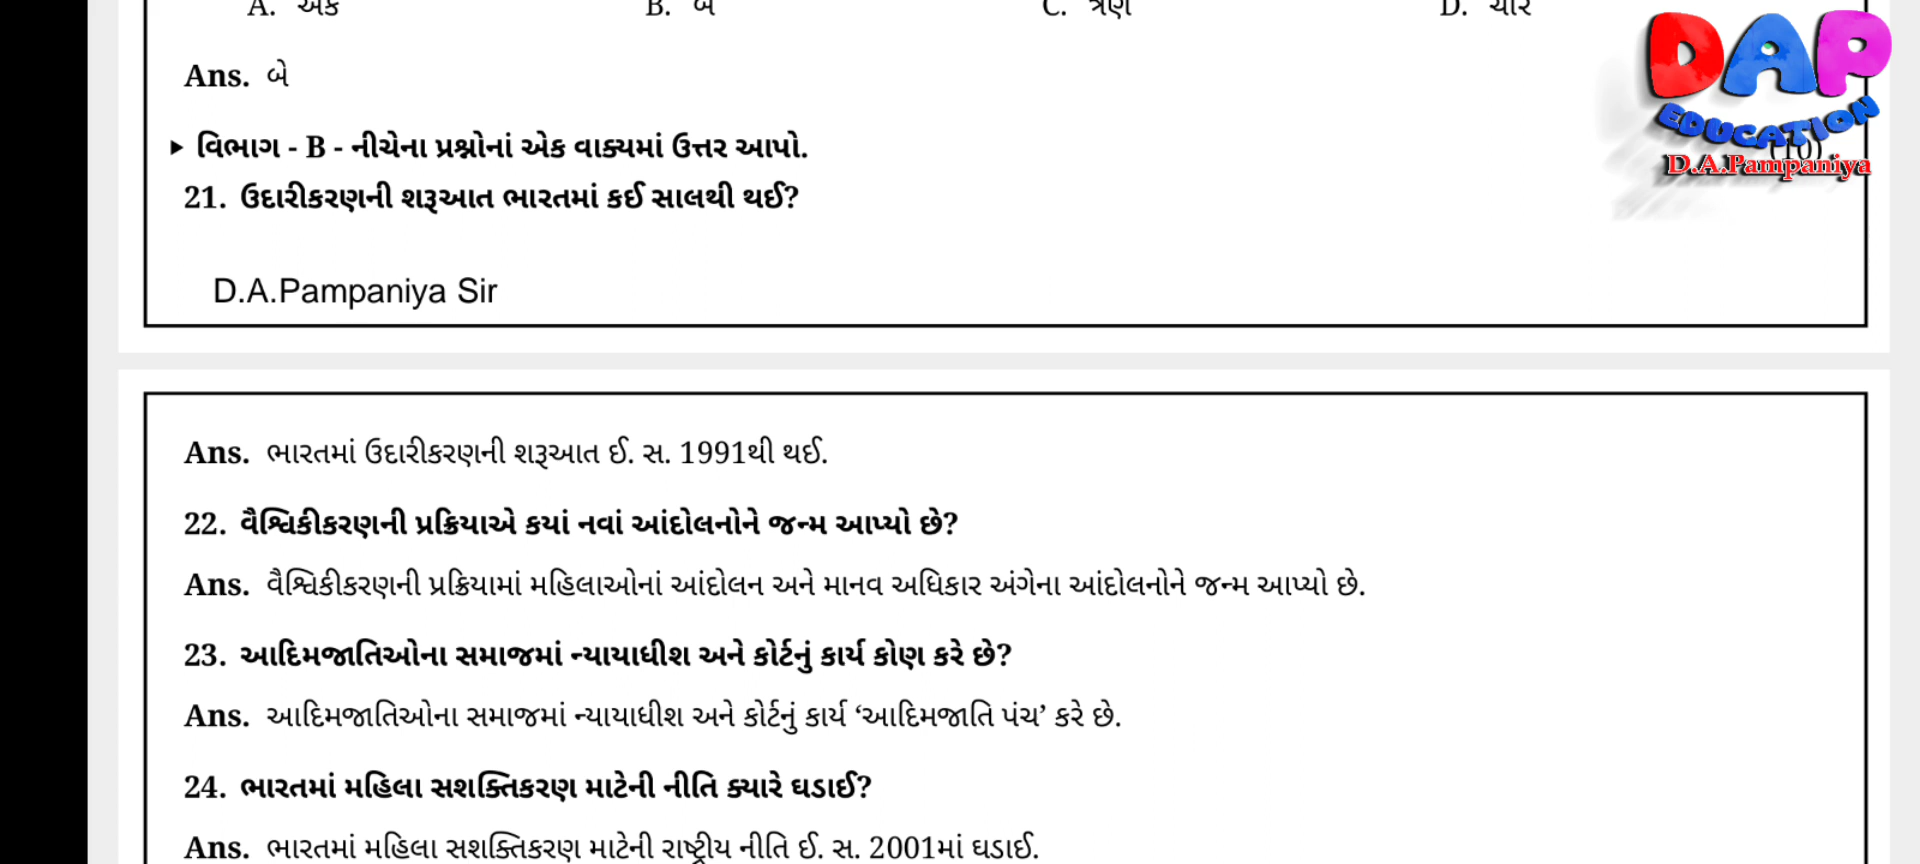 A. એક B. બે C. ત્રણ D. ચાર
Ans. બે
DAP
EDUCATION
▸ વિભાગ - B - નીચેના પ્રશ્નોનાં એક વાક્યમાં ઉત્તર આપો. (10)
D.A.Pampaniya
21. ઉદારીકરણની શરૂઆત ભારતમાં કઈ સાલથી થઈ?
D.A.Pampaniya Sir
Ans. ભારતમાં ઉદારીકરણની શરૂઆત ઈ. સ. 1991થી થઈ.
22. વૈશ્વિકીકરણની પ્રક્રિયાએ કયાં નવાં આંદોલનોને જન્મ આપ્યો છે?
Ans. વૈશ્વિકીકરણની પ્રક્રિયામાં મહિલાઓનાં આંદોલન અને માનવ અધિકાર અંગેના આંદોલનોને જન્મ આપ્યો છે.
23. આદિમજાતિઓના સમાજમાં ન્યાયાધીશ અને કોર્ટનું કાર્ય કોણ કરે છે?
Ans. આદિમજાતિઓના સમાજમાં ન્યાયાધીશ અને કોર્ટનું કાર્ય ‘આદિમજાતિ પંચ’ કરે છે.
24. ભારતમાં મહિલા સશક્તિકરણ માટેની નીતિ ક્યારે ઘડાઈ?
Ans. ભારતમાં મહિલા સશક્તિકરણ માટેની રાષ્ટ્રીય નીતિ ઈ. સ. 2001માં ઘડાઈ.